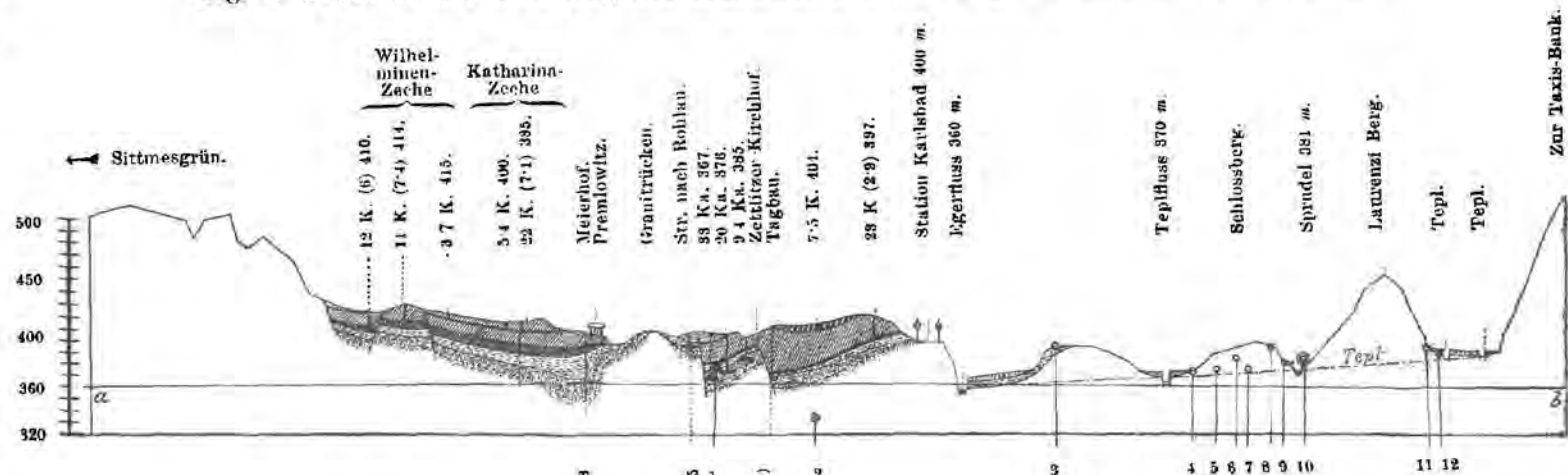 Wilhel-
minen-
Zeche
Katharina-
Zeche
Sittmesgrün.
12 K. (6) 410.
11 K. (7·4) 414.
3 7 K. 415.
5·4 K. 400.
22 K. (7·1) 395.
Meierhof.
Premlowitz.
Granitrücken.
Str. nach Rohlau.
33 Ka. 367.
20 Ka. 376.
9 4 Ka. 385.
Zettlitzer Kirchhof.
Tagbau.
7·5 K. 401.
23 K (2·9) 397.
Station Karlsbad 400 m.
Egerfluss 360 m.
Teplfluss 370 m.
Schlossberg.
Sprudel 381 m.
Laurenzi Berg.
Tepl.
Tepl.
Zur Taxis-Bank.
500
450
400
360
320
a
Tepl
b
3
4
5
6
7
8
9
10
11
12